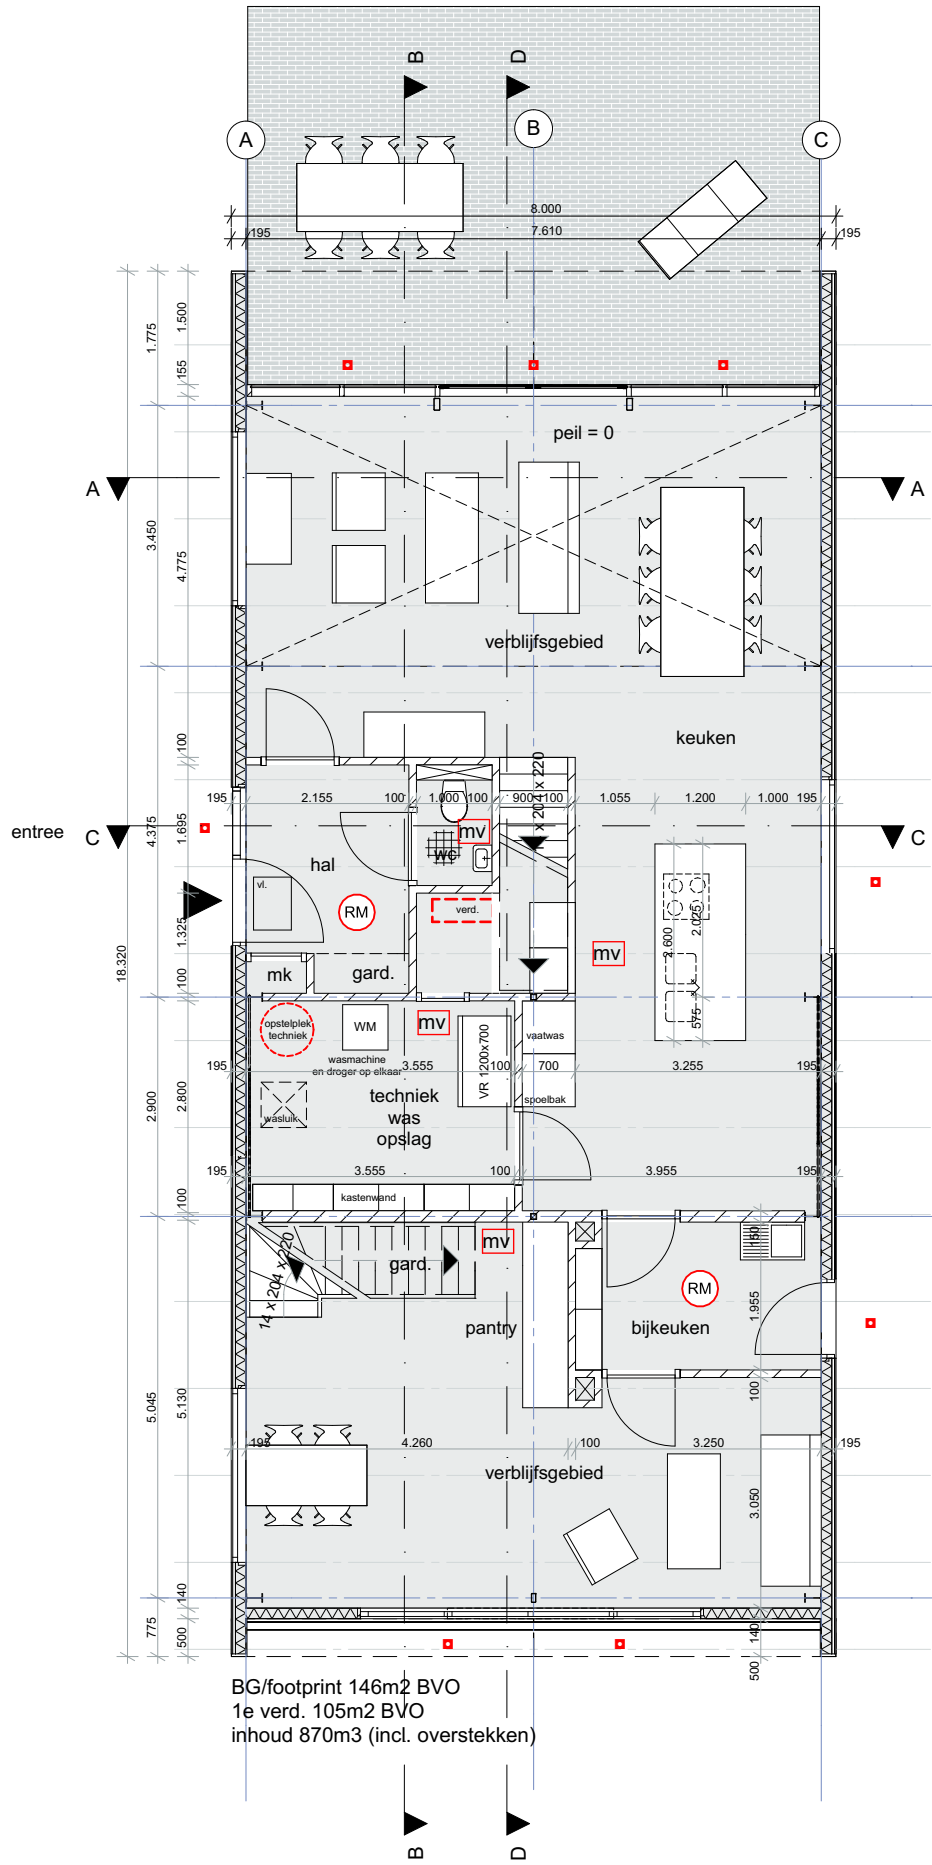 B
D
A
B
C
8.000
195
7.610
195
1.775
1.500
155
peil = 0
A
A
3.450
4.775
verblijfsgebied
keuken
100
195
2.155
100
1.000
100
900
100
1.055
1.200
1.000
195
204 x 220
entree
C
C
4.375
1.695
mv
wc
hal
vl.
RM
verd.
2.025
2.600
1.325
18.320
mv
mk
gard.
100
575
opstelplek
techniek
WM
mv
vaatwas
wasmachine
en droger op elkaar
VR 1200x700
195
3.555
100
700
3.255
195
2.900
2.800
techniek
was
opslag
wasluik
spoelbak
195
3.555
100
3.955
195
kastenwand
100
14 x 204 x 220
gard.
mv
150
RM
1.955
pantry
bijkeuken
5.045
5.130
100
195
4.260
100
3.250
195
verblijfsgebied
3.050
140
775
500
140
500
BG/footprint 146m2 BVO
1e verd. 105m2 BVO
inhoud 870m3 (incl. overstekken)
B
D